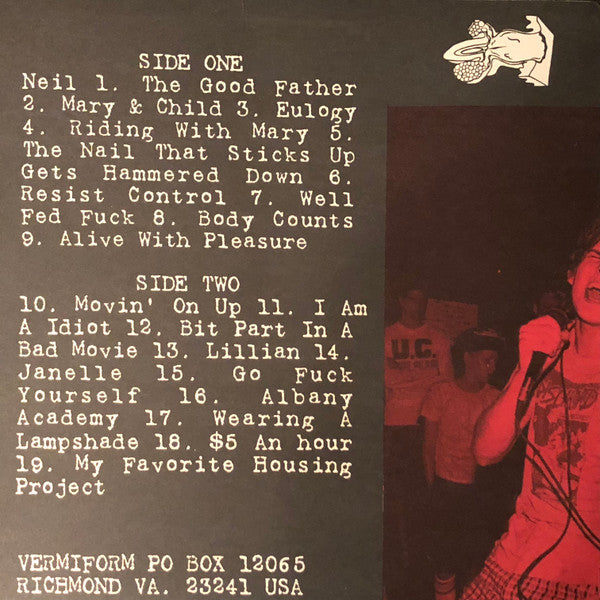 SIDE ONE
Neil 1. The Good Father
2. Mary & Child 3. Eulogy
4. Riding With Mary 5.
The Nail That Sticks Up
Gets Hammered Down 6.
Resist Control 7. Well
Fed Fuck 8. Body Counts
9. Alive With Pleasure
SIDE TWO
10. Movin' On Up 11. I Am
A Idiot 12. Bit Part In A
Bad Movie 13. Lillian 14.
Janelle 15. Go Fuck
Yourself 16. Albany
Academy 17. Wearing A
Lampshade 18. $5 An hour
19. My Favorite Housing
Project
VERMIFORM PO BOX 12065
RICHMOND VA. 23241 USA
U.C.